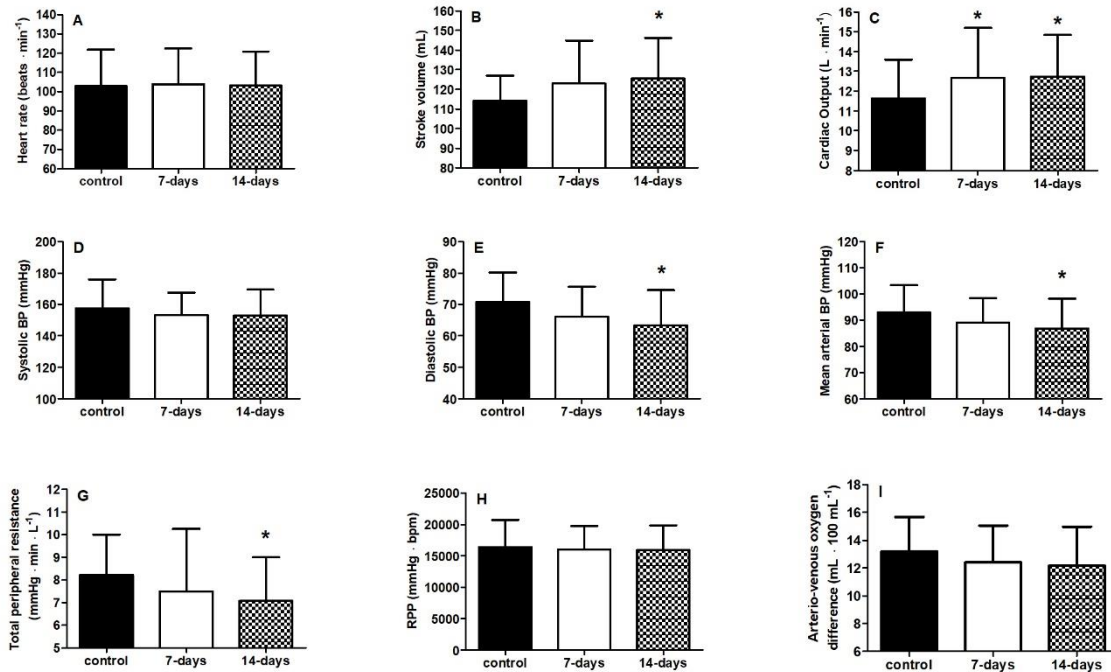 A
Heart rate (beats · min⁻¹)
140
130
120
110
100
90
80
70
60
control 7-days 14-days
B
*
Stroke volume (mL)
160
150
140
130
120
110
100
90
80
control 7-days 14-days
C
* *
Cardiac Output (L · min⁻¹)
16
15
14
13
12
11
10
9
8
control 7-days 14-days
D
Systolic BP (mmHg)
200
180
160
140
120
100
control 7-days 14-days
E
*
Diastolic BP (mmHg)
90
80
70
60
50
40
control 7-days 14-days
F
*
Mean arterial BP (mmHg)
120
110
100
90
80
70
60
control 7-days 14-days
G
*
Total peripheral resistance
(mmHg · min · L⁻¹)
12
11
10
9
8
7
6
5
control 7-days 14-days
H
RPP (mmHg · bpm)
25000
20000
15000
10000
5000
0
control 7-days 14-days
I
Arterio-venous oxygen
difference (mL · 100 mL⁻¹)
18
16
14
12
10
8
6
control 7-days 14-days